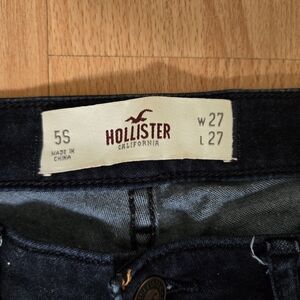 5S
MADE IN
CHINA
HOLLISTER
CALIFORNIA
W 27
L 27